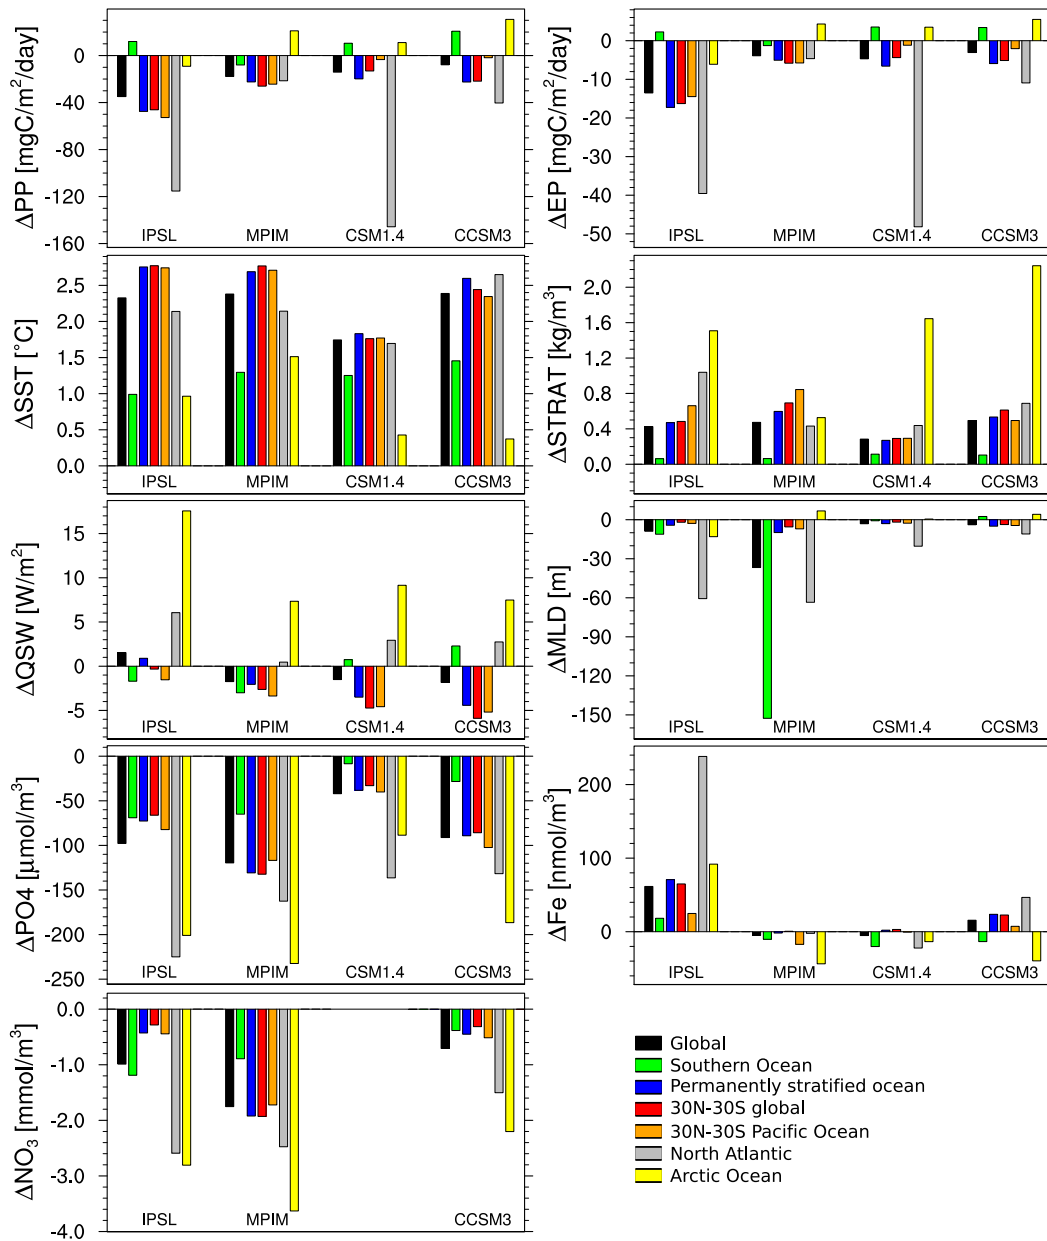 ΔPP [mgC/m²/day]
0
-40
-80
-120
-160
IPSL MPIM CSM1.4 CCSM3
ΔEP [mgC/m²/day]
0
-10
-20
-30
-40
-50
IPSL MPIM CSM1.4 CCSM3
ΔSST [°C]
2.5
2.0
1.5
1.0
0.5
0.0
IPSL MPIM CSM1.4 CCSM3
ΔSTRAT [kg/m³]
2.0
1.6
1.2
0.8
0.4
0.0
IPSL MPIM CSM1.4 CCSM3
ΔQSW [W/m²]
15
10
5
0
-5
IPSL MPIM CSM1.4 CCSM3
ΔMLD [m]
0
-30
-60
-90
-120
-150
IPSL MPIM CSM1.4 CCSM3
ΔPO4 [μmol/m³]
0
-50
-100
-150
-200
-250
IPSL MPIM CSM1.4 CCSM3
ΔFe [nmol/m³]
200
100
0
IPSL MPIM CSM1.4 CCSM3
ΔNO₃ [mmol/m³]
0.0
-1.0
-2.0
-3.0
-4.0
IPSL MPIM CCSM3
Global
Southern Ocean
Permanently stratified ocean
30N-30S global
30N-30S Pacific Ocean
North Atlantic
Arctic Ocean